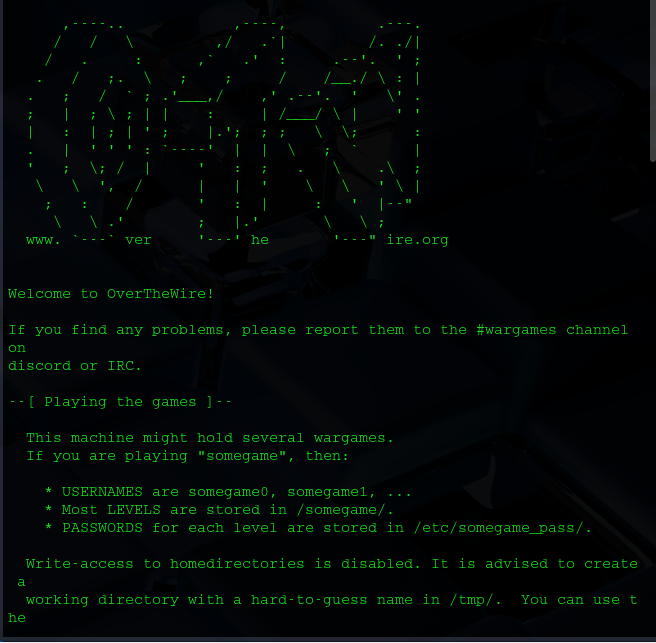 ,----..            ,----,          .---.
     /   /   \         ,/   .`|         /. ./|
    /   .     :      ,`   .'  :     .--'.  ' ;
   .   /   ;.  \   ;    ;     /    /__./ \ : |
  .   ;   /  ` ; .'___,/    ,' .--'.  '   \' .
  ;   |  ; \ ; | |    :     | /___/ \ |    ' '
  |   :  | ; | ' ;    |.';  ; ;   \  \;      :
  .   |  ' ' ' : `----'  |  |  \   ;  `      |
  '   ;  \; /  |     '   :  ;   .   \    .\  ;
   \   \  ',  /      |   |  '    \   \   ' \ |
    ;   :    /       '   :  |     :   '  |--"
     \   \ .'        ;   |.'       \   \ ;
  www. `---` ver     '---' he       '---" ire.org
Welcome to OverTheWire!
If you find any problems, please report them to the #wargames channel
on
discord or IRC.
--[ Playing the games ]--
  This machine might hold several wargames.
  If you are playing "somegame", then:
    * USERNAMES are somegame0, somegame1, ...
    * Most LEVELS are stored in /somegame/.
    * PASSWORDS for each level are stored in /etc/somegame_pass/.
  Write-access to homedirectories is disabled. It is advised to create
 a
  working directory with a hard-to-guess name in /tmp/.  You can use t
he